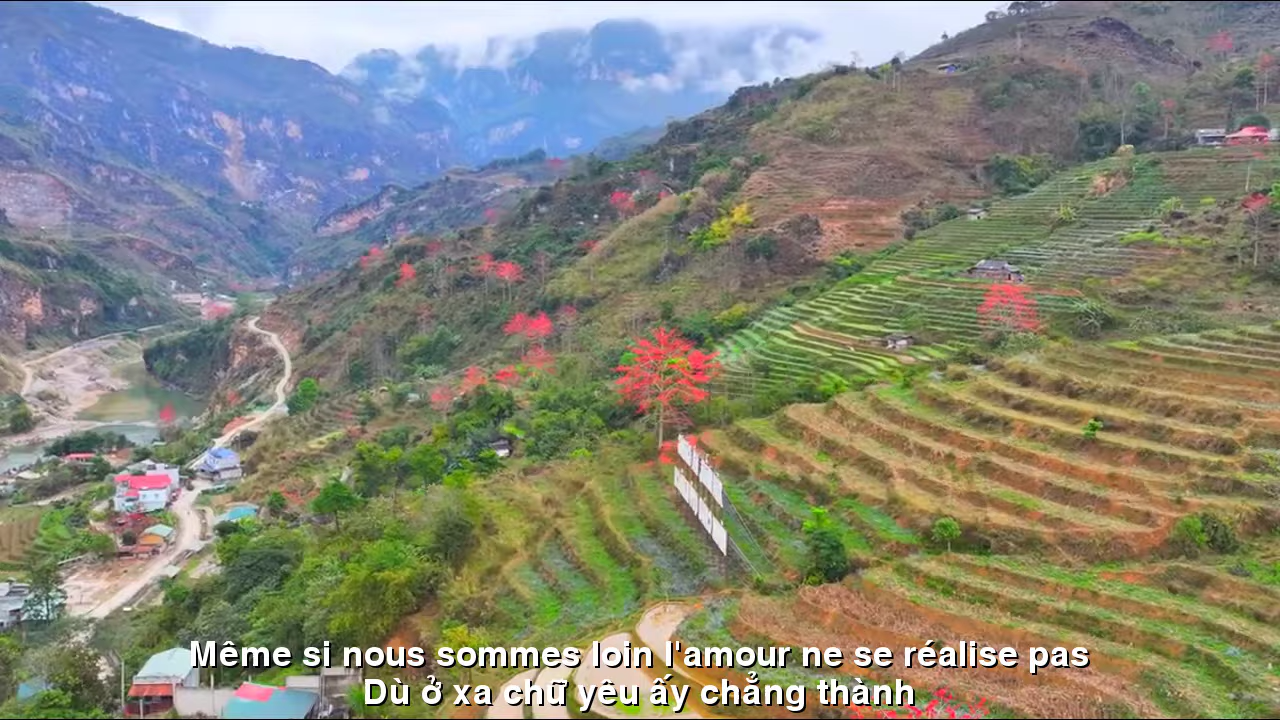 Même si nous sommes loin l'amour ne se réalise pas
Dù ở xa chữ yêu ấy chẳng thành